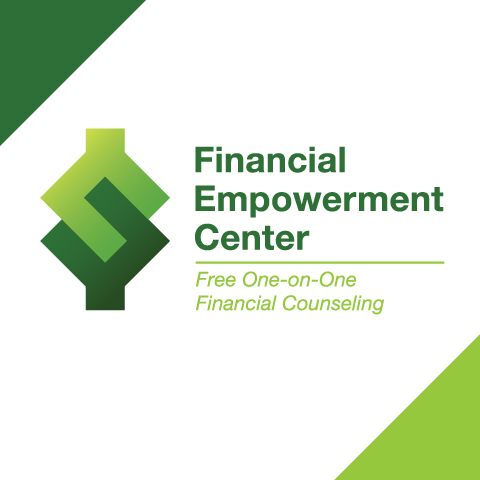 Financial
Empowerment
Center
Free One-on-One
Financial Counseling